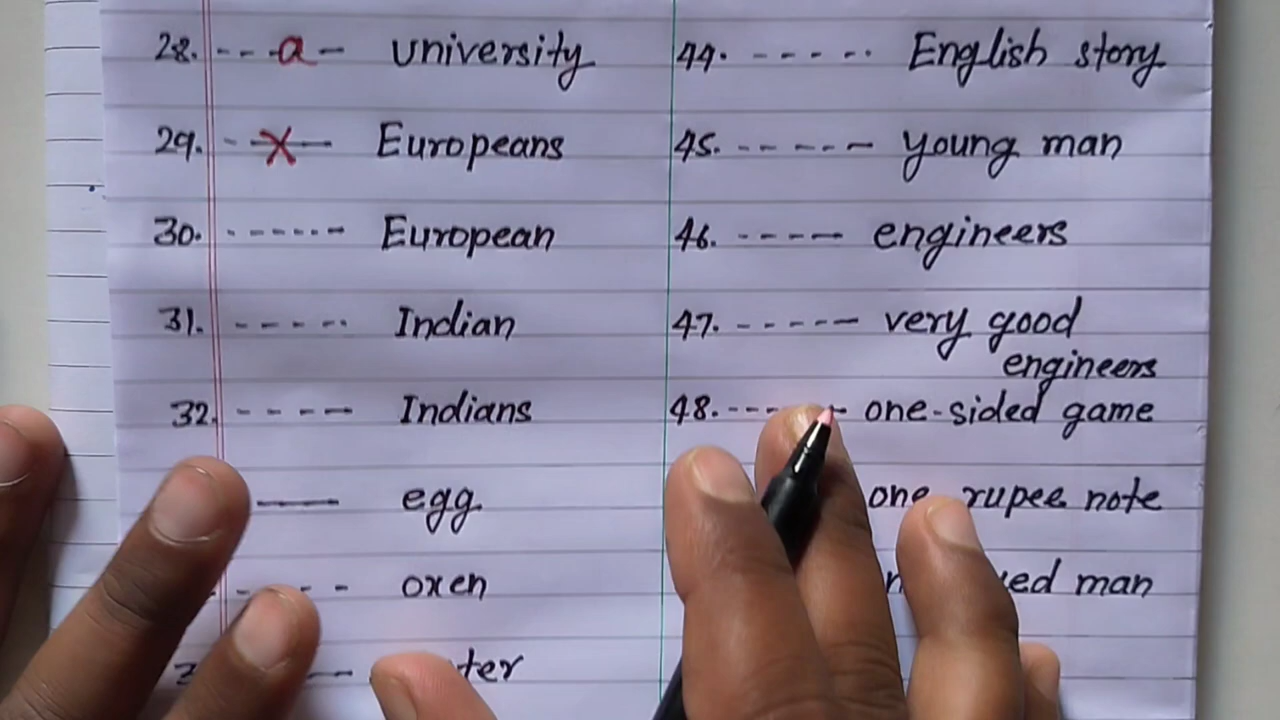 28. ---a- university
29. --X-- Europeans
30. ------ European
31. ----- Indian
32. ---- Indians
— egg
--- oxen
44. ----- English story
45. ----- young man
46. ---- engineers
47. ----- very good
engineers
48. ---- one-sided game
one rupee note
man